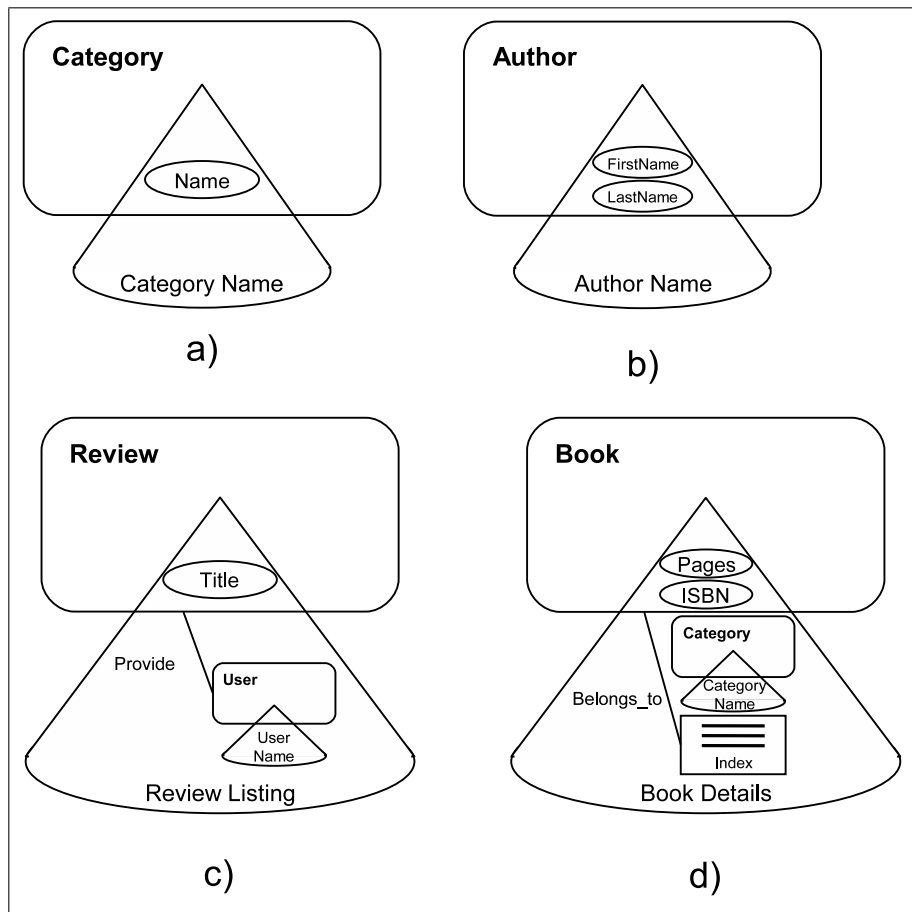 Category
Name
Category Name
a)
Author
FirstName
LastName
Author Name
b)
Review
Title
Provide
User
User
Name
Review Listing
c)
Book
Pages
ISBN
Category
Category
Name
Belongs_to
Index
Book Details
d)